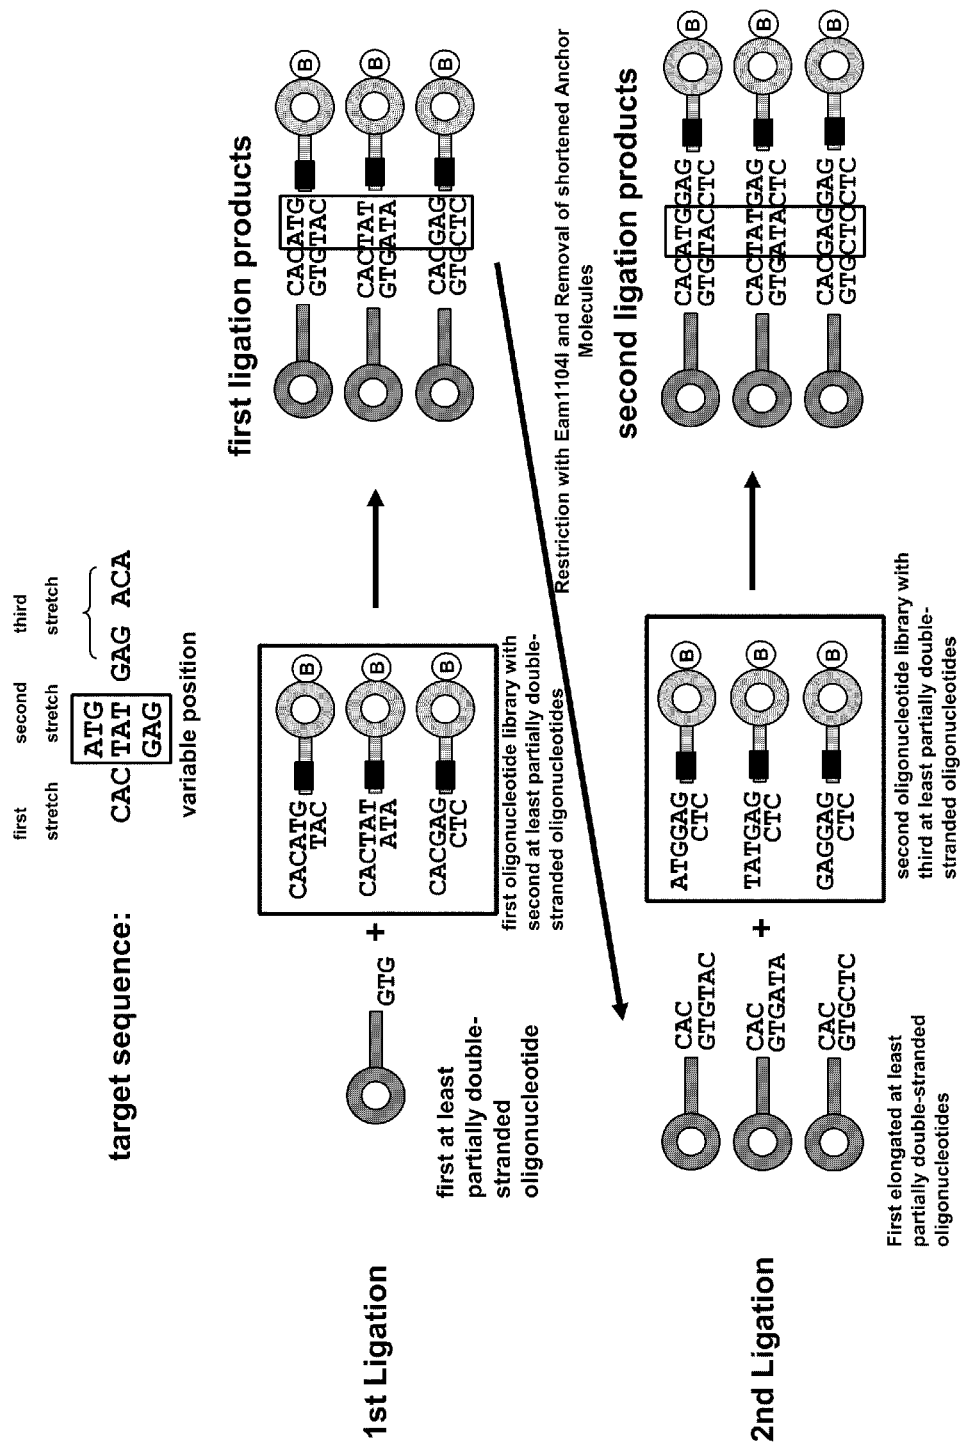 first
second
third
stretch
stretch
stretch
target sequence:
ATG
CAC TAT GAG ACA
GAG
variable position
1st Ligation
first at least
partially double-
stranded
oligonucleotide
GTG
+
CACATG
TAC
B
CACTAT
ATA
B
CACGAG
CTC
B
first oligonucleotide library with
second at least partially double-
stranded oligonucleotides
first ligation products
CACATG
GTGTAC
B
CACTAT
GTGATA
B
CACGAG
GTGCTC
B
Restriction with Eam1104I and Removal of shortened Anchor
Molecules
2nd Ligation
CAC
GTGTAC
CAC
GTGATA
CAC
GTGCTC
First elongated at least
partially double-stranded
oligonucleotides
+
ATGGAG
CTC
B
TATGAG
CTC
B
GAGGAG
CTC
B
second oligonucleotide library with
third at least partially double-
stranded oligonucleotides
second ligation products
CACATGGAG
GTGTACCTC
B
CACTATGAG
GTGATACTC
B
CACGAGGAG
GTGCTCCTC
B